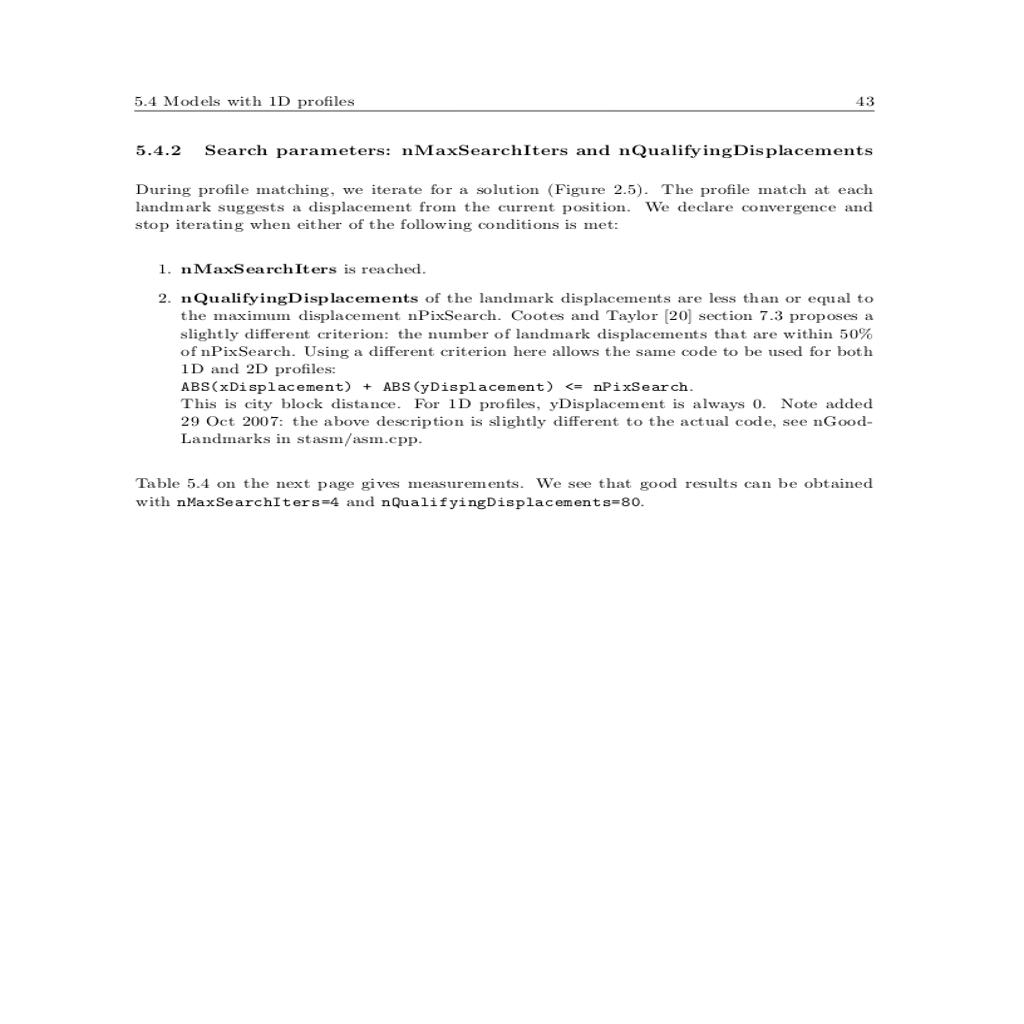 5.4 Models with 1D profiles 43
5.4.2 Search parameters: nMaxSearchIters and nQualifyingDisplacements
During profile matching, we iterate for a solution (Figure 2.5). The profile match at each
landmark suggests a displacement from the current position. We declare convergence and
stop iterating when either of the following conditions is met:
1. nMaxSearchIters is reached.
2. nQualifyingDisplacements of the landmark displacements are less than or equal to
the maximum displacement nPixSearch. Cootes and Taylor [20] section 7.3 proposes a
slightly different criterion: the number of landmark displacements that are within 50%
of nPixSearch. Using a different criterion here allows the same code to be used for both
1D and 2D profiles:
ABS(xDisplacement) + ABS(yDisplacement) <= nPixSearch.
This is city block distance. For 1D profiles, yDisplacement is always 0. Note added
29 Oct 2007: the above description is slightly different to the actual code, see nGood-
Landmarks in stasm/asm.cpp.
Table 5.4 on the next page gives measurements. We see that good results can be obtained
with nMaxSearchIters=4 and nQualifyingDisplacements=80.